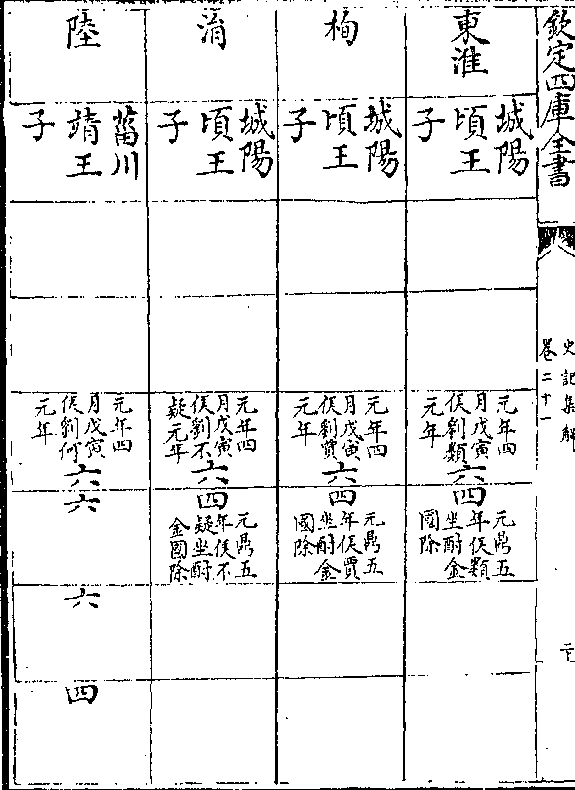 欽定四庫全書
史記集解
卷二十一
東淮
城陽
頃王
子
元年四
月戊寅
侯劉類
元年
六
四
元鼎五
年侯類
坐酎金
國除
栒
城陽
頃王
子
元年四
月戊寅
侯劉買
元年
六
四
元鼎五
年侯買
坐酎金
國除
涓
城陽
頃王
子
元年四
月戊寅
侯劉不
疑元年
六
四
元鼎五
年侯不
疑坐酎
金國除
陸
菑川
靖王
子
元年四
月戊寅
侯劉何
元年
六
六
六
四